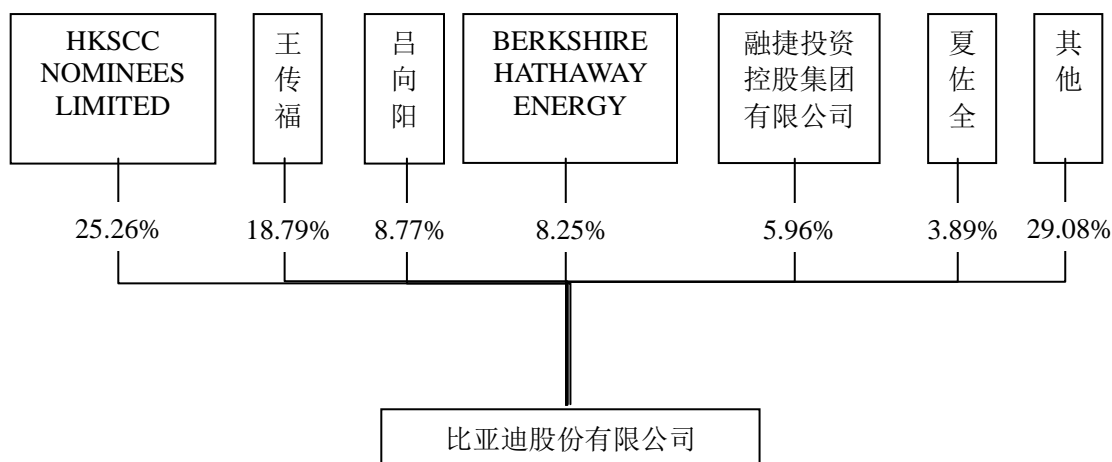 HKSCC
NOMINEES
LIMITED
王
传
福
吕
向
阳
BERKSHIRE
HATHAWAY
ENERGY
融捷投资
控股集团
有限公司
夏
佐
全
其
他
25.26%
18.79%
8.77%
8.25%
5.96%
3.89%
29.08%
比亚迪股份有限公司